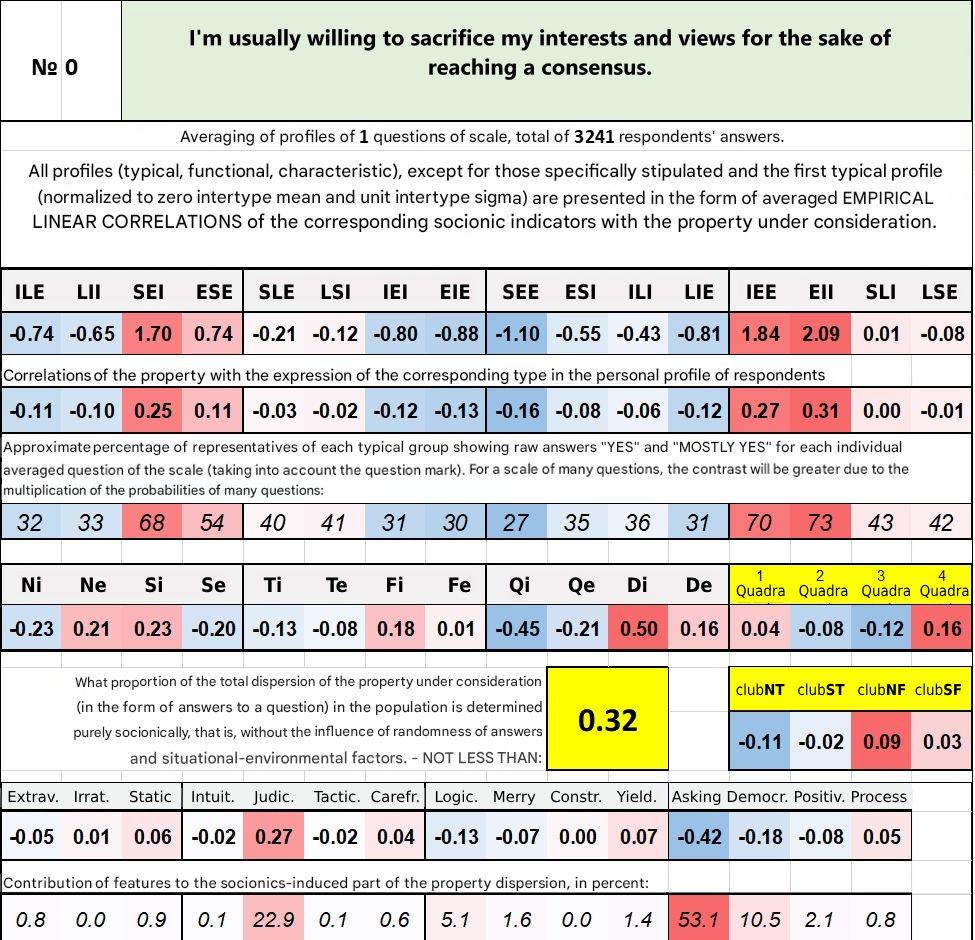 № 0
I'm usually willing to sacrifice my interests and views for the sake of
reaching a consensus.
Averaging of profiles of 1 questions of scale, total of 3241 respondents' answers.
All profiles (typical, functional, characteristic), except for those specifically stipulated and the first typical profile
(normalized to zero intertype mean and unit intertype sigma) are presented in the form of averaged EMPIRICAL
LINEAR CORRELATIONS of the corresponding socionic indicators with the property under consideration.
ILE LII SEI ESE SLE LSI IEI EIE SEE ESI ILI LIE IEE EII SLI LSE
-0.74 -0.65 1.70 0.74 -0.21 -0.12 -0.80 -0.88 -1.10 -0.55 -0.43 -0.81 1.84 2.09 0.01 -0.08
Correlations of the property with the expression of the corresponding type in the personal profile of respondents
-0.11 -0.10 0.25 0.11 -0.03 -0.02 -0.12 -0.13 -0.16 -0.08 -0.06 -0.12 0.27 0.31 0.00 -0.01
Approximate percentage of representatives of each typical group showing raw answers "YES" and "MOSTLY YES" for each individual
averaged question of the scale (taking into account the question mark). For a scale of many questions, the contrast will be greater due to the
multiplication of the probabilities of many questions:
32 33 68 54 40 41 31 30 27 35 36 31 70 73 43 42
Ni Ne Si Se Ti Te Fi Fe Qi Qe Di De 1 Quadra 2 Quadra 3 Quadra 4 Quadra
-0.23 0.21 0.23 -0.20 -0.13 -0.08 0.18 0.01 -0.45 -0.21 0.50 0.16 0.04 -0.08 -0.12 0.16
What proportion of the total dispersion of the property under consideration
(in the form of answers to a question) in the population is determined
purely socionically, that is, without the influence of randomness of answers
and situational-environmental factors. - NOT LESS THAN:
0.32
clubNT clubST clubNF clubSF
-0.11 -0.02 0.09 0.03
Extrav. Irrat. Static Intuit. Judic. Tactic. Carefr. Logic. Merry Constr. Yield. Asking Democr. Positiv. Process
-0.05 0.01 0.06 -0.02 0.27 -0.02 0.04 -0.13 -0.07 0.00 0.07 -0.42 -0.18 -0.08 0.05
Contribution of features to the socionics-induced part of the property dispersion, in percent:
0.8 0.0 0.9 0.1 22.9 0.1 0.6 5.1 1.6 0.0 1.4 53.1 10.5 2.1 0.8